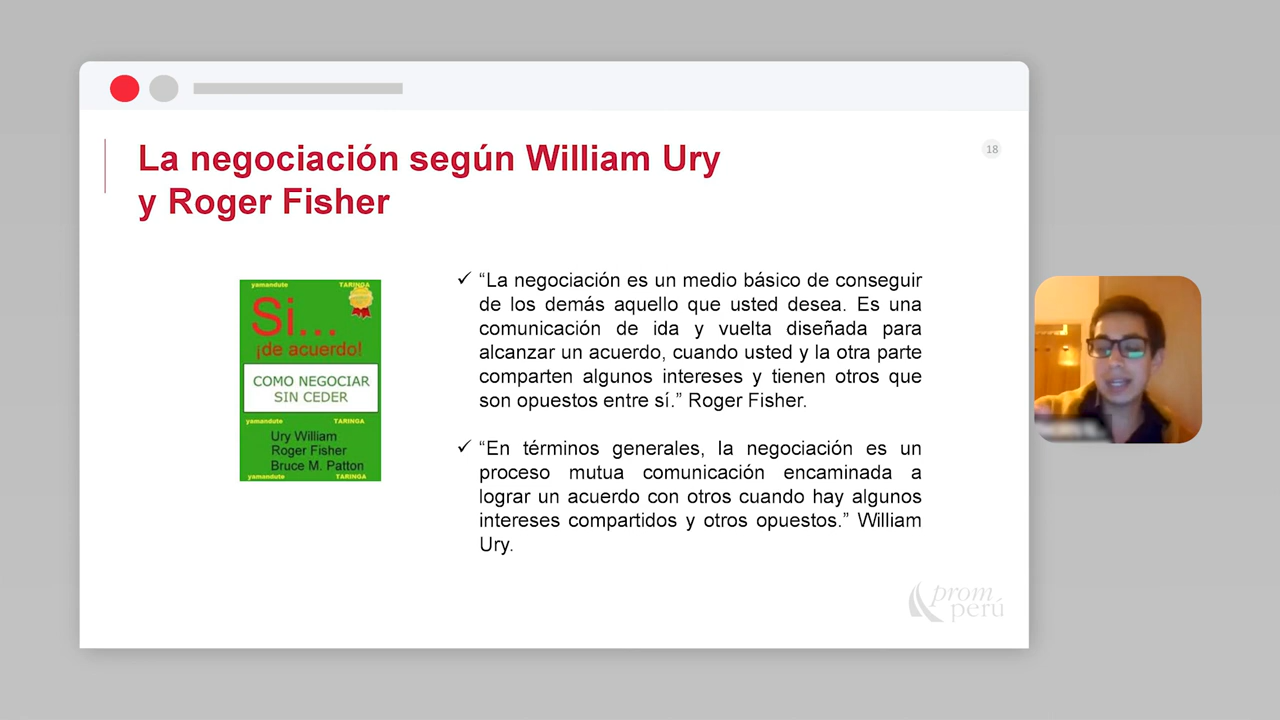 La negociación según William Ury
y Roger Fisher
18
yamandute TARINGA
Si...
¡de acuerdo!
COMO NEGOCIAR
SIN CEDER
yamandute TARINGA
Ury William
Roger Fisher
Bruce M. Patton
yamandute TARINGA
✓ “La negociación es un medio básico de conseguir
de los demás aquello que usted desea. Es una
comunicación de ida y vuelta diseñada para
alcanzar un acuerdo, cuando usted y la otra parte
comparten algunos intereses y tienen otros que
son opuestos entre sí.” Roger Fisher.
✓ “En términos generales, la negociación es un
proceso mutua comunicación encaminada a
lograr un acuerdo con otros cuando hay algunos
intereses compartidos y otros opuestos.” William
Ury.
prom
perú